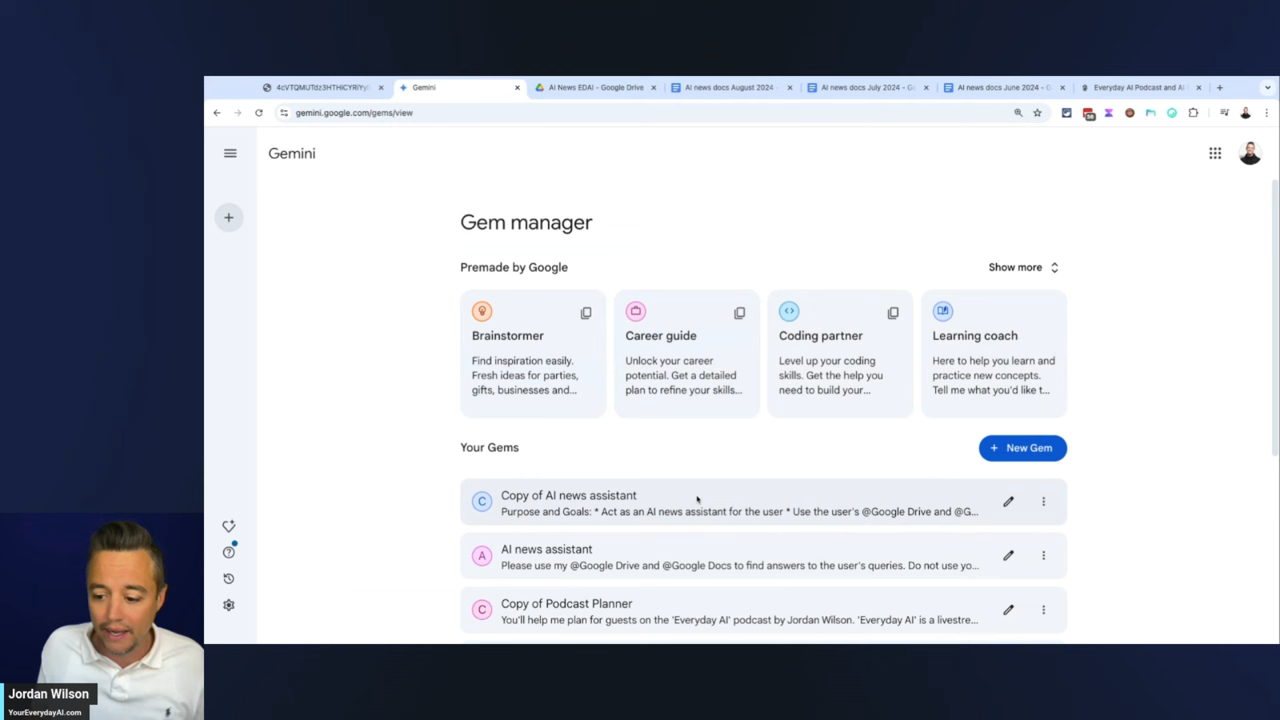 Gemini
AI News EDAI - Google Drive
AI news docs August 2024 -
AI news docs July 2024 - Go
AI news docs June 2024 - G
Everyday AI Podcast and AI
gemini.google.com/gems/view
Gemini
Gem manager
Premade by Google
Show more
Brainstormer
Find inspiration easily.
Fresh ideas for parties,
gifts, businesses and...
Career guide
Unlock your career
potential. Get a detailed
plan to refine your skills...
Coding partner
Level up your coding
skills. Get the help you
need to build your...
Learning coach
Here to help you learn and
practice new concepts.
Tell me what you'd like t...
Your Gems
+ New Gem
C
Copy of AI news assistant
Purpose and Goals: * Act as an AI news assistant for the user * Use the user's @Google Drive and @G...
A
AI news assistant
Please use my @Google Drive and @Google Docs to find answers to the user's queries. Do not use yo...
C
Copy of Podcast Planner
You'll help me plan for guests on the 'Everyday AI' podcast by Jordan Wilson. 'Everyday AI' is a livestre...
Jordan Wilson
YourEverydayAI.com